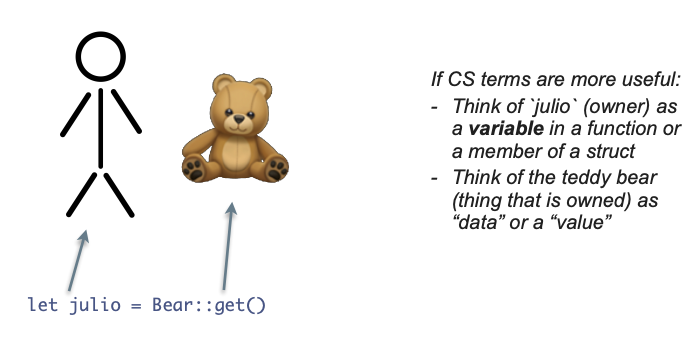 If CS terms are more useful:
- Think of `julio` (owner) as
a variable in a function or
a member of a struct
- Think of the teddy bear
(thing that is owned) as
“data” or a “value”
let julio = Bear::get()